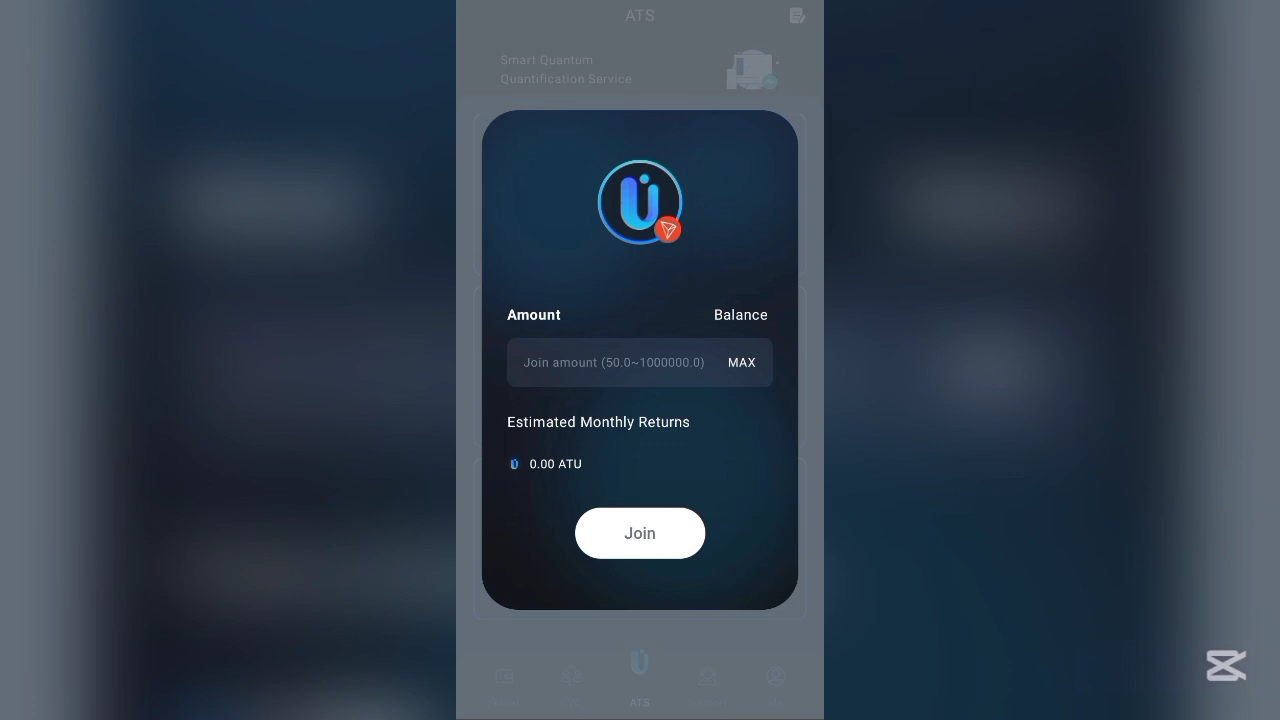 ATS
Smart Quantum
Quantification Service
Amount
Balance
Join amount (50.0~1000000.0)
MAX
Estimated Monthly Returns
0.00 ATU
Join
ATS